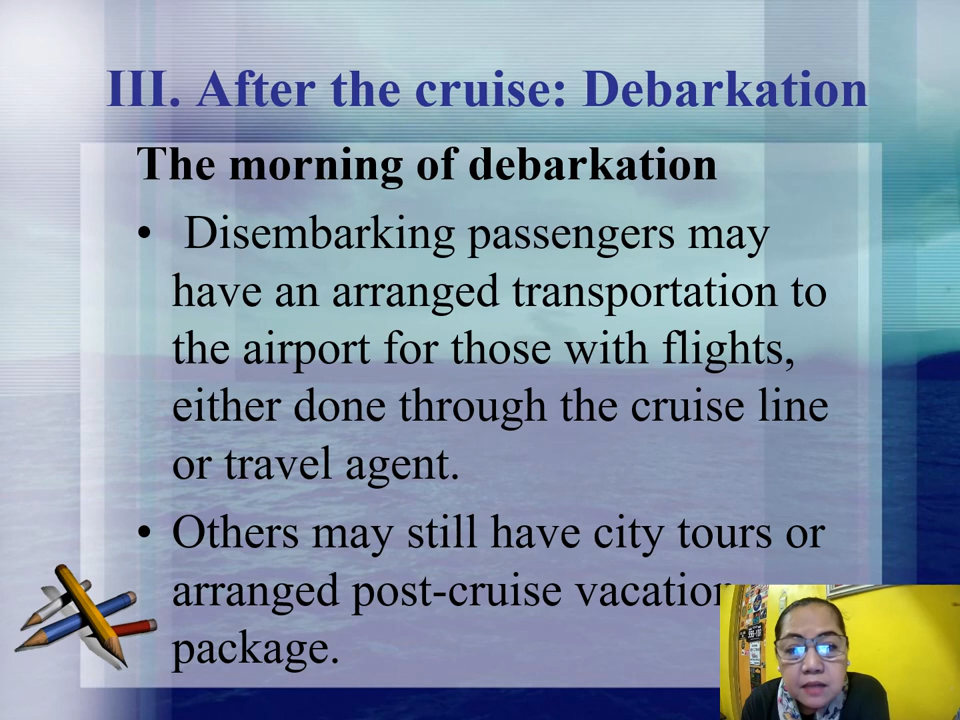 III. After the cruise: Debarkation
The morning of debarkation
• Disembarking passengers may
have an arranged transportation to
the airport for those with flights,
either done through the cruise line
or travel agent.
• Others may still have city tours or
arranged post-cruise vacation
package.